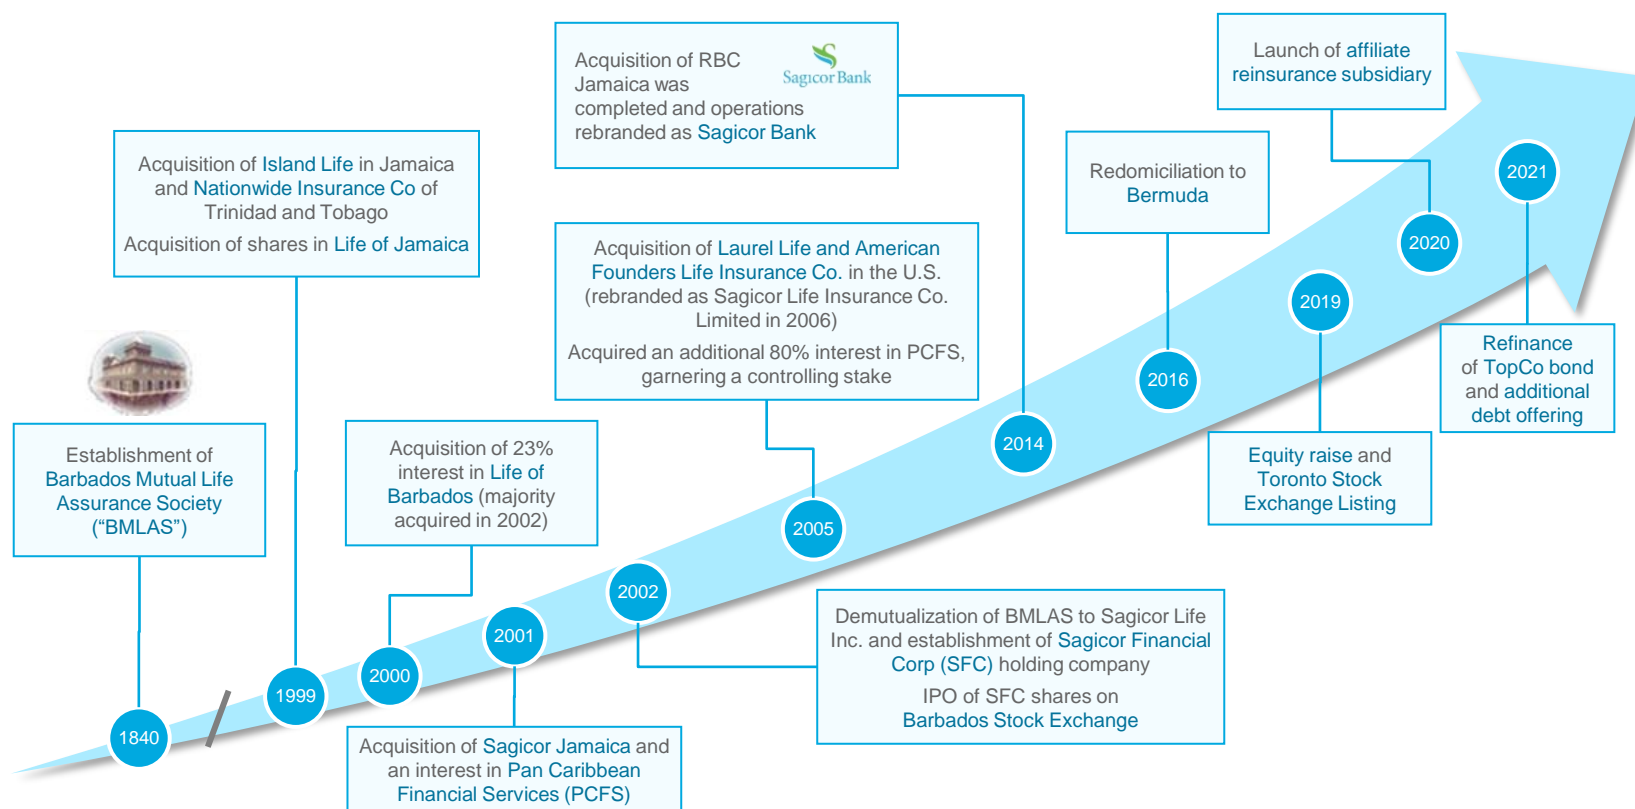 Establishment of
Barbados Mutual Life
Assurance Society
(“BMLAS”)
1840
Acquisition of Island Life in Jamaica
and Nationwide Insurance Co of
Trinidad and Tobago
Acquisition of shares in Life of Jamaica
1999
Acquisition of 23%
interest in Life of
Barbados (majority
acquired in 2002)
2000
2001
Acquisition of Sagicor Jamaica and
an interest in Pan Caribbean
Financial Services (PCFS)
2002
Demutualization of BMLAS to Sagicor Life
Inc. and establishment of Sagicor Financial
Corp (SFC) holding company
IPO of SFC shares on
Barbados Stock Exchange
Acquisition of Laurel Life and American
Founders Life Insurance Co. in the U.S.
(rebranded as Sagicor Life Insurance Co.
Limited in 2006)
Acquired an additional 80% interest in PCFS,
garnering a controlling stake
2005
Acquisition of RBC
Jamaica was
completed and operations
rebranded as Sagicor Bank
Sagicor Bank
2014
Redomiciliation to
Bermuda
2016
2019
Equity raise and
Toronto Stock
Exchange Listing
Launch of affiliate
reinsurance subsidiary
2020
2021
Refinance
of TopCo bond
and additional
debt offering